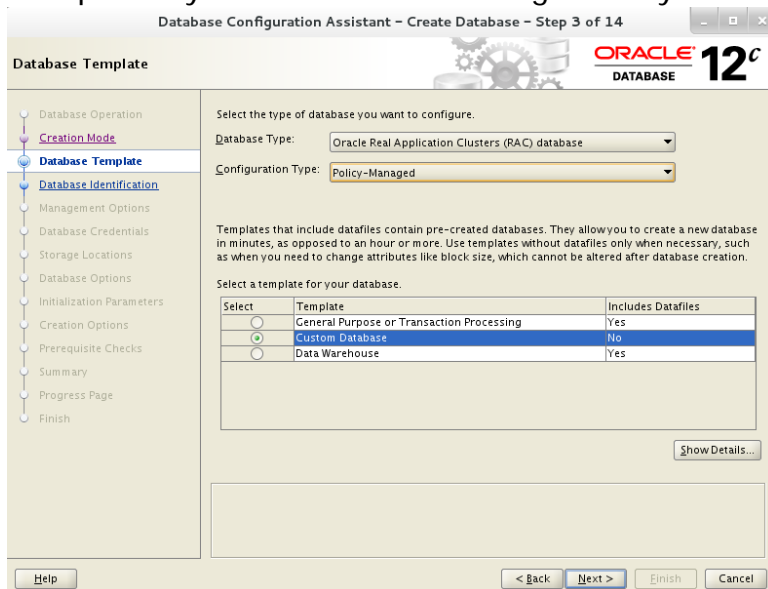 Database Configuration Assistant – Create Database – Step 3 of 14
Database Template
ORACLE
DATABASE
12c
Database Operation
Creation Mode
Database Template
Database Identification
Management Options
Database Credentials
Storage Locations
Database Options
Initialization Parameters
Creation Options
Prerequisite Checks
Summary
Progress Page
Finish
Select the type of database you want to configure.
Database Type: Oracle Real Application Clusters (RAC) database
Configuration Type: Policy-Managed
Templates that include datafiles contain pre-created databases. They allow you to create a new database
in minutes, as opposed to an hour or more. Use templates without datafiles only when necessary, such
as when you need to change attributes like block size, which cannot be altered after database creation.
Select a template for your database.
Select Template Includes Datafiles
General Purpose or Transaction Processing Yes
Custom Database No
Data Warehouse Yes
Show Details...
Help < Back Next > Finish Cancel